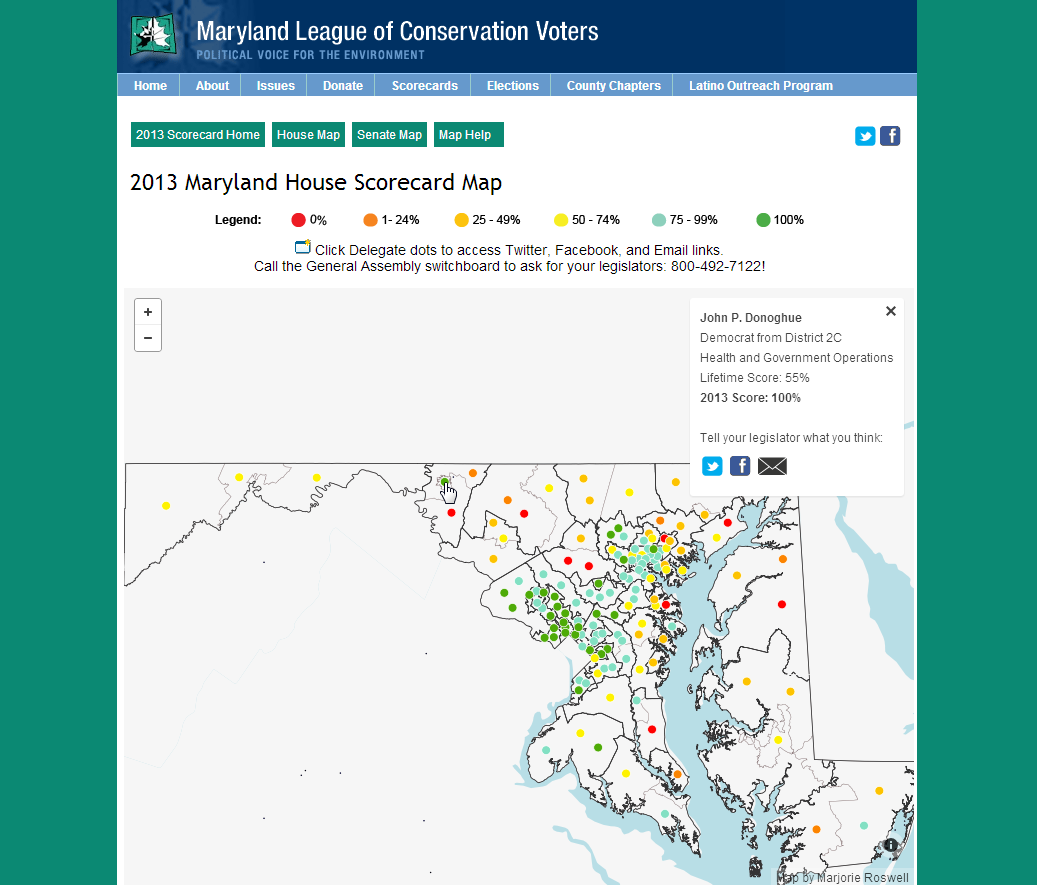 Maryland League of Conservation Voters
POLITICAL VOICE FOR THE ENVIRONMENT
Home About Issues Donate Scorecards Elections County Chapters Latino Outreach Program
2013 Scorecard Home House Map Senate Map Map Help
2013 Maryland House Scorecard Map
Legend: 0% 1- 24% 25 - 49% 50 - 74% 75 - 99% 100%
Click Delegate dots to access Twitter, Facebook, and Email links.
Call the General Assembly switchboard to ask for your legislators: 800-492-7122!
+
−
×
John P. Donoghue
Democrat from District 2C
Health and Government Operations
Lifetime Score: 55%
2013 Score: 100%
Tell your legislator what you think:
Map by Marjorie Roswell